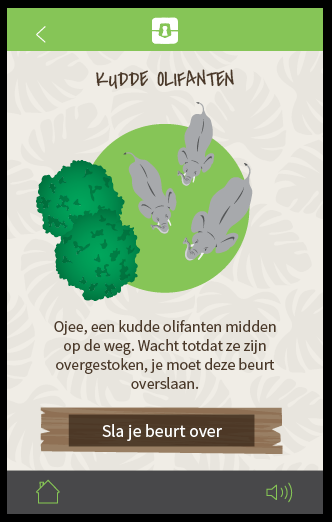 KUDDE OLIFANTEN
Ojee, een kudde olifanten midden
op de weg. Wacht totdat ze zijn
overgestoken, je moet deze beurt
overslaan.
Sla je beurt over